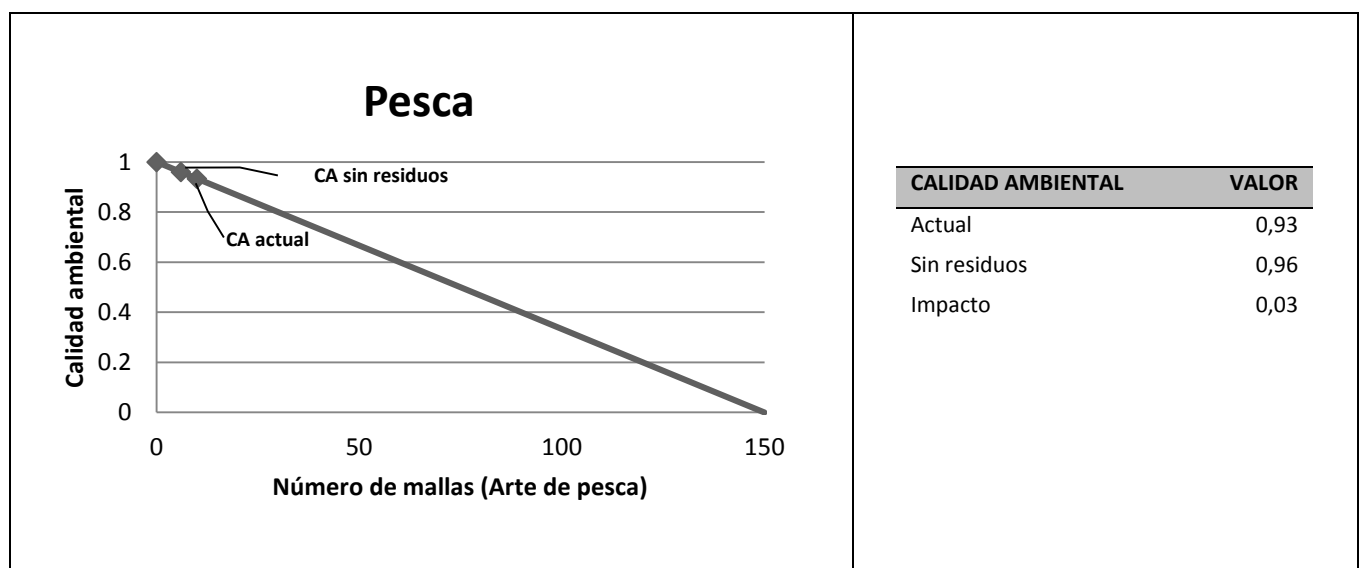 Pesca
1
0.8
0.6
0.4
0.2
0
Calidad ambiental
CA sin residuos
CA actual
0 50 100 150
Número de mallas (Arte de pesca)
CALIDAD AMBIENTAL VALOR
Actual 0,93
Sin residuos 0,96
Impacto 0,03